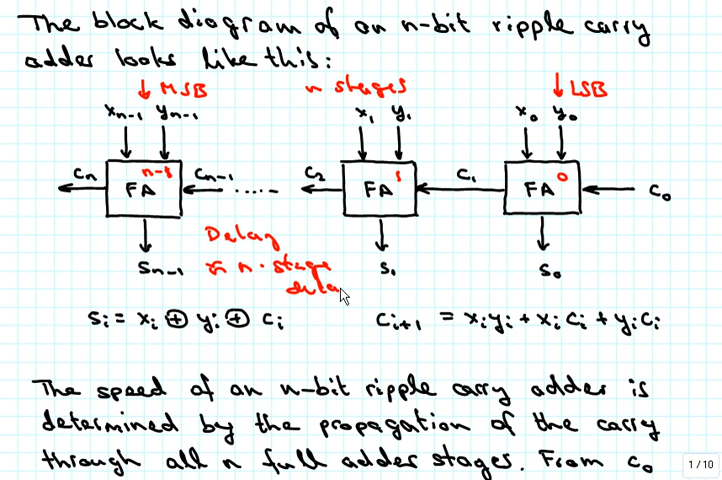 The block diagram of an n-bit ripple carry
adder looks like this:
↓ MSB n stages ↓ LSB
xn-1 yn-1 x1 y1 x0 y0
cn FA n-1 cn-1 ..... c2 FA 1 c1 FA 0 c0
Delay
sn-1 ≈ n · stage s1 s0
delay
si = xi ⊕ yi ⊕ ci ci+1 = xiyi + xici + yici
The speed of an n-bit ripple carry adder is
determined by the propagation of the carry
through all n full adder stages. From c0
1 / 10